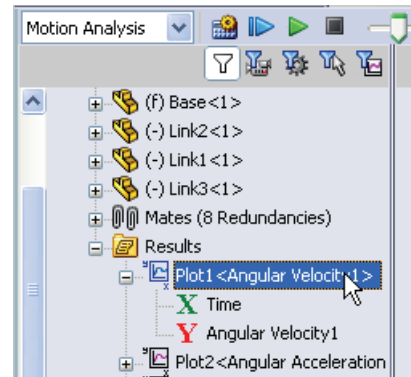 Motion Analysis
(f) Base<1>
(-) Link2<1>
(-) Link1<1>
(-) Link3<1>
Mates (8 Redundancies)
Results
Plot1<Angular Velocity1>
X Time
Y Angular Velocity1
Plot2<Angular Acceleration